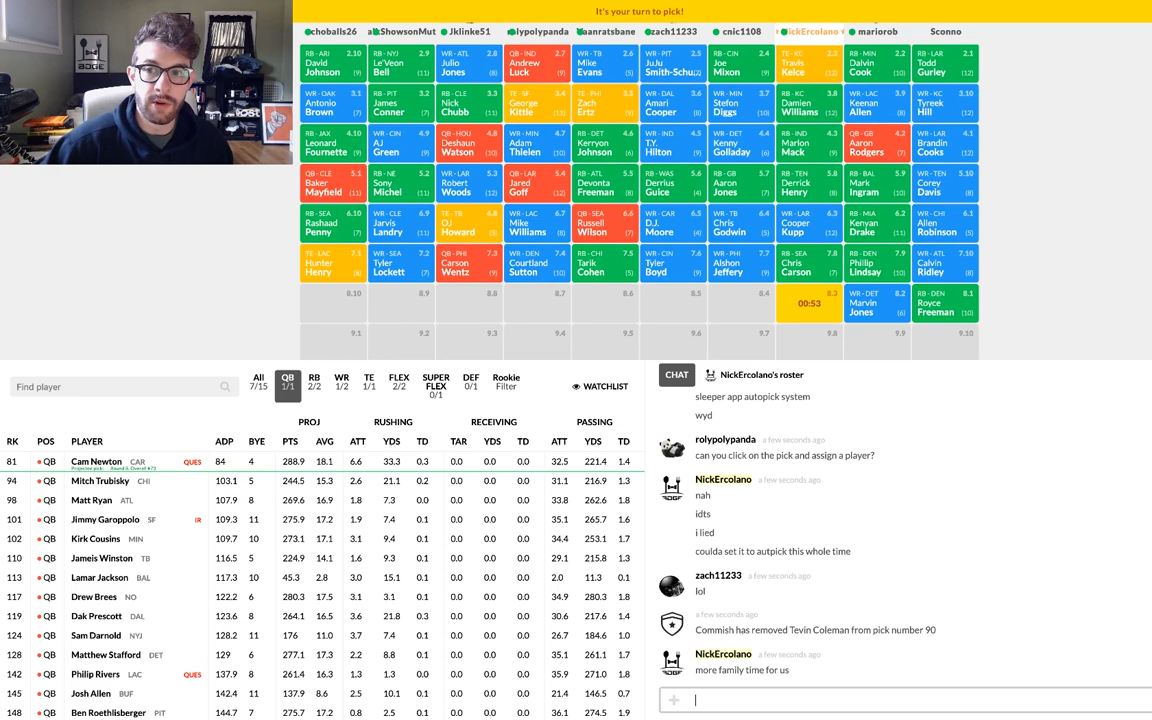 It's your turn to pick!
choballs26
Jklinke51
zach11233
cnic1108
mariorob
Sconno
RB - ARI 2.10
David
Johnson (9)
RB - NYJ 2.9
Le'Veon
Bell (11)
WR - ATL 2.8
Julio
Jones (8)
QB - IND 2.7
Andrew
Luck (9)
WR - TB 2.6
Mike
Evans (5)
WR - PIT 2.5
JuJu
Smith-Schu...
RB - CIN 2.4
Joe
Mixon (9)
TE - KC 2.3
Travis
Kelce (12)
RB - MIN 2.2
Dalvin
Cook (10)
RB - LAR 2.1
Todd
Gurley (12)
WR - OAK 3.1
Antonio
Brown (7)
RB - PIT 3.2
James
Conner (7)
RB - CLE 3.3
Nick
Chubb (11)
TE - SF 3.4
George
Kittle (11)
TE - PHI 3.5
Zach
Ertz (9)
WR - DAL 3.6
Amari
Cooper (8)
WR - MIN 3.7
Stefon
Diggs (10)
RB - KC 3.8
Damien
Williams (12)
WR - LAC 3.9
Keenan
Allen (8)
WR - KC 3.10
Tyreek
Hill (12)
RB - JAX 4.10
Leonard
Fournette (9)
WR - CIN 4.9
AJ
Green (9)
QB - HOU 4.8
Deshaun
Watson (10)
WR - MIN 4.7
Adam
Thielen (10)
RB - DET 4.6
Kerryon
Johnson (6)
WR - IND 4.5
T.Y.
Hilton (9)
WR - DET 4.4
Kenny
Golladay (6)
RB - IND 4.3
Marlon
Mack (9)
QB - GB 4.2
Aaron
Rodgers (7)
WR - LAR 4.1
Brandin
Cooks (12)
QB - CLE 5.1
Baker
Mayfield (11)
RB - NE 5.2
Sony
Michel (11)
WR - LAR 5.3
Robert
Woods (12)
QB - LAR 5.4
Jared
Goff (12)
RB - ATL 5.5
Devonta
Freeman (8)
RB - WAS 5.6
Derrius
Guice (4)
RB - GB 5.7
Aaron
Jones (7)
RB - TEN 5.8
Derrick
Henry (8)
RB - BAL 5.9
Mark
Ingram (10)
WR - TEN 5.10
Corey
Davis (8)
RB - SEA 6.10
Rashaad
Penny (7)
WR - CLE 6.9
Jarvis
Landry (11)
TE - TB 6.8
OJ
Howard (8)
WR - LAC 6.7
Mike
Williams (8)
QB - SEA 6.6
Russell
Wilson (7)
WR - CAR 6.5
D.J.
Moore (4)
WR - TB 6.4
Chris
Godwin (5)
WR - LAR 6.3
Cooper
Kupp (12)
RB - MIA 6.2
Kenyan
Drake (11)
WR - CHI 6.1
Allen
Robinson (5)
TE - LAC 7.1
Hunter
Henry (8)
WR - SEA 7.2
Tyler
Lockett (7)
QB - PHI 7.3
Carson
Wentz (9)
WR - DEN 7.4
Courtland
Sutton (10)
RB - CHI 7.5
Tarik
Cohen (5)
WR - CIN 7.6
Tyler
Boyd (9)
WR - PHI 7.7
Alshon
Jeffery (9)
RB - SEA 7.8
Chris
Carson (7)
RB - DEN 7.9
Phillip
Lindsay (10)
WR - ATL 7.10
Calvin
Ridley (8)
8.10 8.9 8.8 8.7 8.6 8.5 8.4
8.3
00:53
WR - DET 8.2
Marvin
Jones (6)
RB - DEN 8.1
Royce
Freeman (10)
9.1 9.2 9.3 9.4 9.5 9.6 9.7 9.8 9.9 9.10
EDGE
Find player
All
7/15
QB
1/1
RB
2/2
WR
1/2
TE
1/1
FLEX
2/2
SUPER
FLEX
0/1
DEF
0/1
Rookie
Filter
WATCHLIST
PROJ RUSHING RECEIVING PASSING
RK POS PLAYER ADP BYE PTS AVG ATT YDS TD TAR YDS TD ATT YDS TD
81 QB Cam Newton CAR QUES 84 4 288.9 18.1 6.6 33.3 0.3 0.0 0.0 0.0 32.5 221.4 1.4
Projected pick: Round 8, Overall #73
94 QB Mitch Trubisky CHI 103.1 5 244.5 15.3 2.6 21.1 0.2 0.0 0.0 0.0 31.1 216.9 1.3
98 QB Matt Ryan ATL 107.9 8 269.6 16.9 1.8 7.3 0.0 0.0 0.0 0.0 33.8 262.6 1.8
101 QB Jimmy Garoppolo SF IR 109.3 11 275.9 17.2 1.9 7.4 0.1 0.0 0.0 0.0 35.1 265.7 1.6
102 QB Kirk Cousins MIN 109.7 10 273.1 17.1 3.1 9.4 0.1 0.0 0.0 0.0 34.4 253.1 1.7
110 QB Jameis Winston TB 116.5 5 224.9 14.1 1.6 9.3 0.1 0.0 0.0 0.0 29.1 215.8 1.3
113 QB Lamar Jackson BAL 117.3 10 45.3 2.8 3.0 15.1 0.1 0.0 0.0 0.0 2.0 11.3 0.1
117 QB Drew Brees NO 122.2 6 280.3 17.5 3.1 3.1 0.1 0.0 0.0 0.0 34.9 280.3 1.8
119 QB Dak Prescott DAL 123.6 8 264.1 16.5 3.6 21.8 0.3 0.0 0.0 0.0 30.6 217.6 1.4
124 QB Sam Darnold NYJ 128.2 11 176 11.0 3.7 7.4 0.1 0.0 0.0 0.0 26.7 184.6 1.0
128 QB Matthew Stafford DET 129 6 277.1 17.3 2.2 8.8 0.1 0.0 0.0 0.0 35.1 261.1 1.7
142 QB Philip Rivers LAC QUES 137.9 8 261.4 16.3 1.3 1.3 0.0 0.0 0.0 0.0 35.9 271.0 1.8
145 QB Josh Allen BUF 142.4 11 137.9 8.6 2.5 10.1 0.1 0.0 0.0 0.0 21.4 146.5 0.7
148 QB Ben Roethlisberger PIT 144.7 7 275.7 17.2 0.8 2.5 0.1 0.0 0.0 0.0 36.1 274.5 1.9
CHAT NickErcolano's roster
sleeper app autopick system
wyd
rolypolypanda a few seconds ago
can you click on the pick and assign a player?
NickErcolano a few seconds ago
nah
idts
i lied
coulda set it to autpick this whole time
zach11233 a few seconds ago
lol
a few seconds ago
Commish has removed Tevin Coleman from pick number 90
NickErcolano a few seconds ago
more family time for us